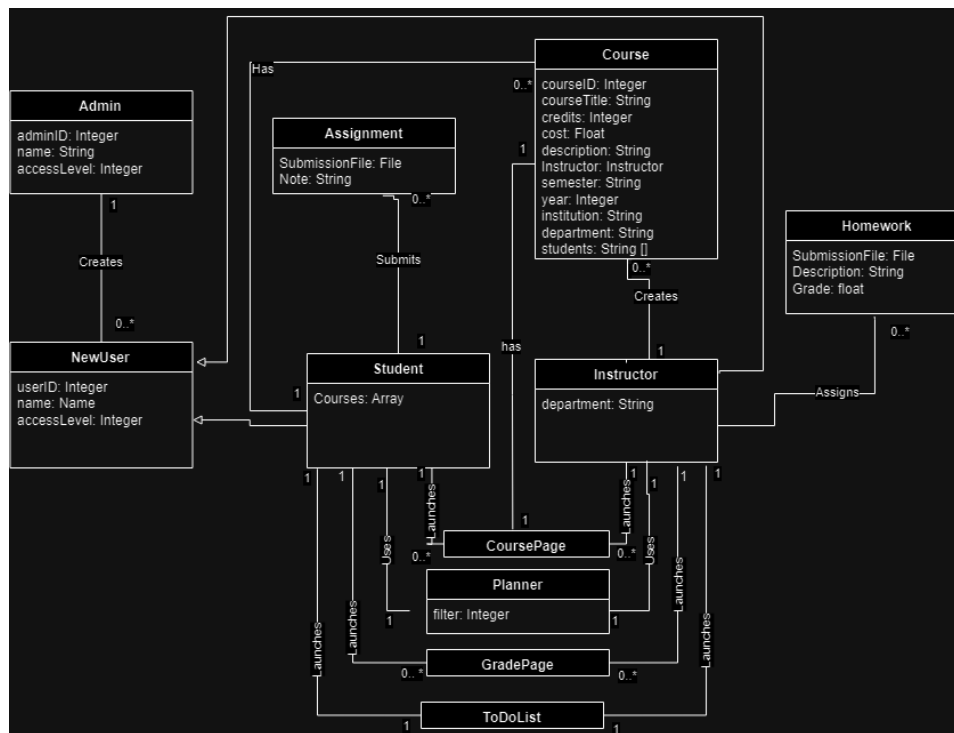 Has
Course
0..*
courseID: Integer
courseTitle: String
credits: Integer
cost: Float
description: String
Instructor: Instructor
semester: String
year: Integer
institution: String
department: String
students: String []
1
Admin
adminID: Integer
name: String
accessLevel: Integer
1
Creates
0..*
Assignment
SubmissionFile: File
Note: String
0..*
Submits
1
0..*
Creates
1
has
Homework
SubmissionFile: File
Description: String
Grade: float
0..*
Assigns
NewUser
userID: Integer
name: Name
accessLevel: Integer
1
Student
Courses: Array
Instructor
department: String
1
1
1
1
1
1
1
1
Launches
Uses
Launches
Launches
Launches
Uses
Launches
Launches
1
CoursePage
0..*
0..*
Planner
filter: Integer
1
1
GradePage
0..*
0..*
ToDoList
1
1